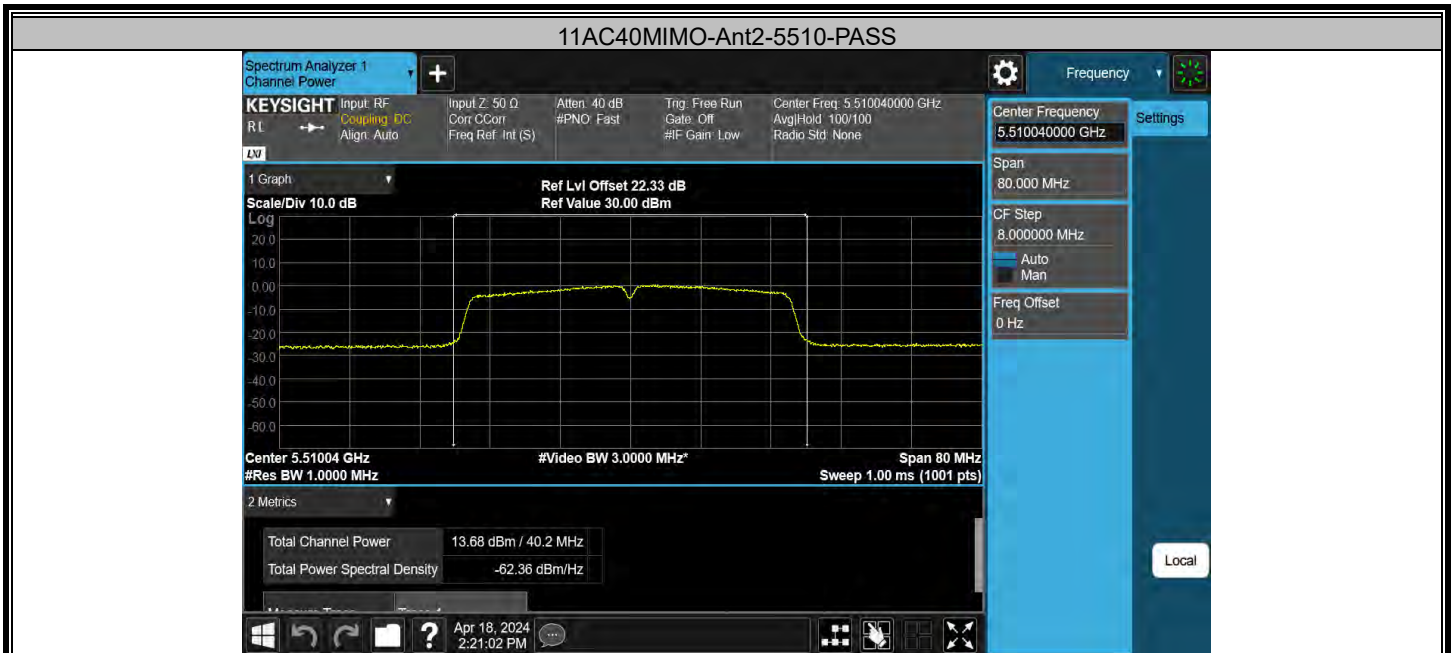 11AC40MIMO-Ant2-5510-PASS
Spectrum Analyzer 1
Channel Power
Frequency
KEYSIGHT
RL
LXI
Input: RF
Coupling: DC
Align: Auto
Input Z: 50 Ω
Corr CCorr
Freq Ref: Int (S)
Atten: 40 dB
#PNO: Fast
Trig: Free Run
Gate: Off
#IF Gain: Low
Center Freq: 5.510040000 GHz
Avg|Hold: 100/100
Radio Std: None
Center Frequency
5.510040000 GHz
Settings
Span
80.000 MHz
CF Step
8.000000 MHz
Auto
Man
Freq Offset
0 Hz
Local
1 Graph
Scale/Div 10.0 dB
Ref Lvl Offset 22.33 dB
Ref Value 30.00 dBm
Log
20.0
10.0
0.00
-10.0
-20.0
-30.0
-40.0
-50.0
-60.0
Center 5.51004 GHz
#Res BW 1.0000 MHz
#Video BW 3.0000 MHz*
Span 80 MHz
Sweep 1.00 ms (1001 pts)
2 Metrics
Total Channel Power 13.68 dBm / 40.2 MHz
Total Power Spectral Density -62.36 dBm/Hz
?
Apr 18, 2024
2:21:02 PM